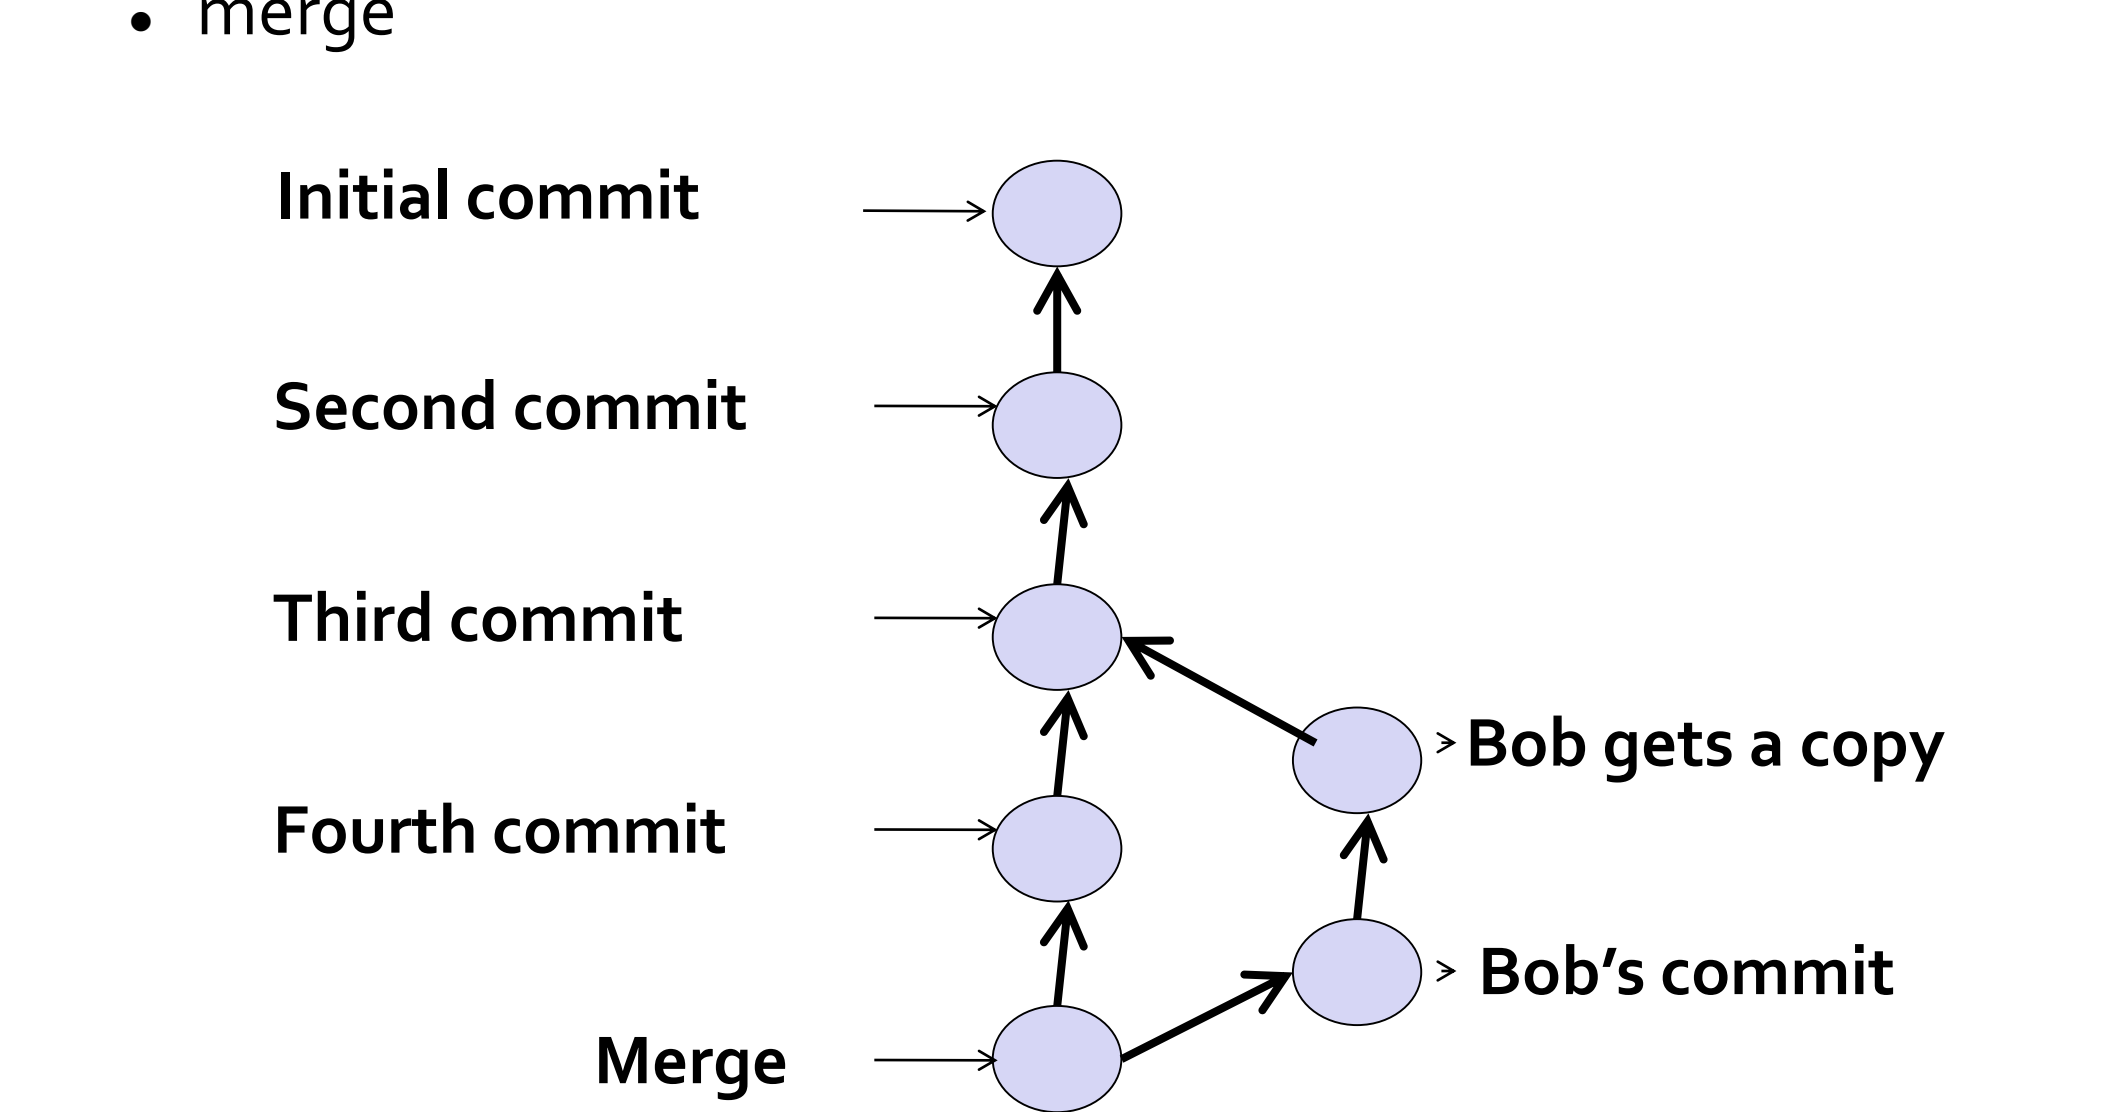 • merge
Initial commit
Second commit
Third commit
Bob gets a copy
Fourth commit
Bob’s commit
Merge